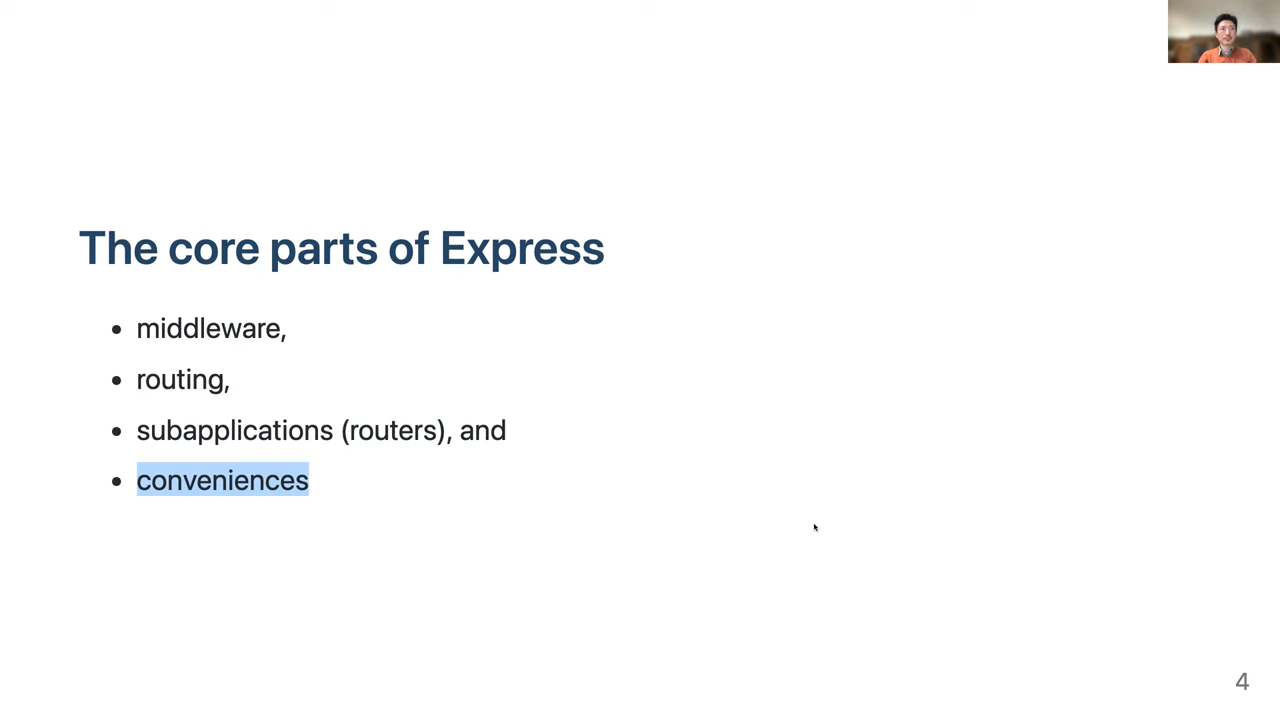 The core parts of Express
• middleware,
• routing,
• subapplications (routers), and
• conveniences
4